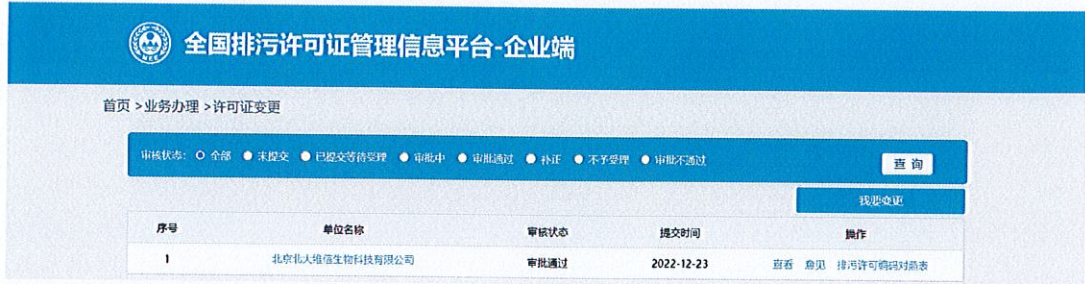 全国排污许可证管理信息平台-企业端
首页 >业务办理 >许可证变更
审核状态: 全部 未提交 已提交等待受理 审批中 审批通过 补正 不予受理 审批不通过 查 询
我要变更
序号 单位名称 审核状态 提交时间 操作
1 北京北大维信生物科技有限公司 审批通过 2022-12-23 查看 意见 排污许可编码对照表